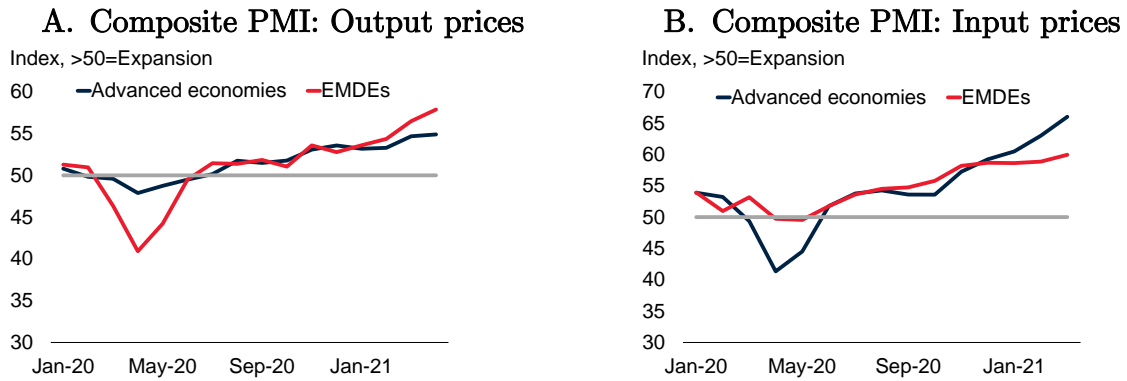 A. Composite PMI: Output prices
Index, >50=Expansion
Advanced economies EMDEs
60
55
50
45
40
35
30
Jan-20 May-20 Sep-20 Jan-21
B. Composite PMI: Input prices
Index, >50=Expansion
Advanced economies EMDEs
70
65
60
55
50
45
40
35
30
Jan-20 May-20 Sep-20 Jan-21